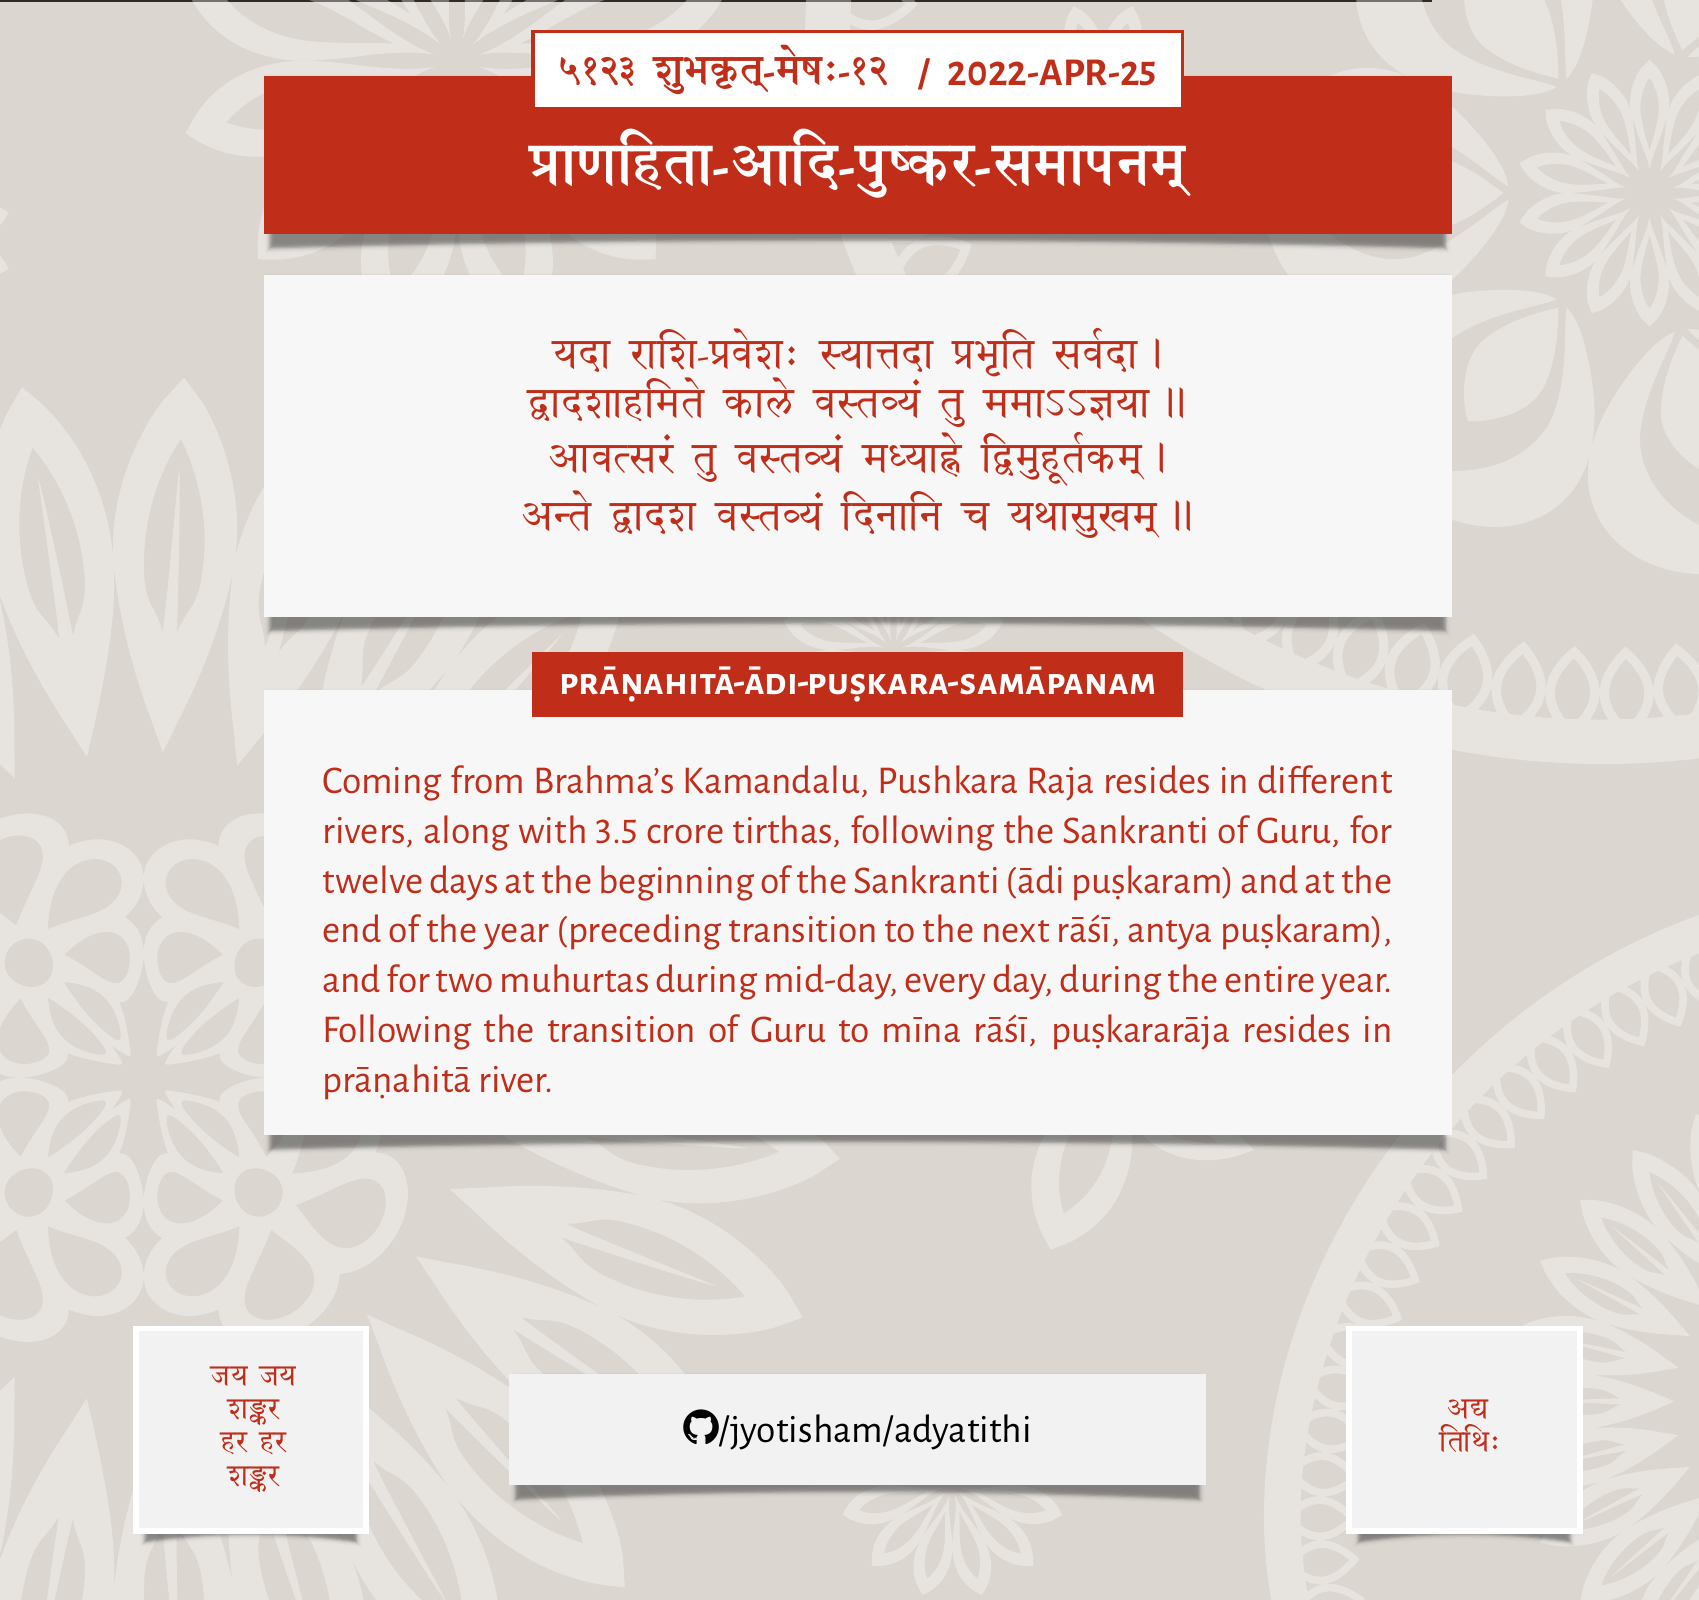 ५१२३ शुभकृत्-मेषः-१२ / 2022-APR-25
प्राणहिता-आदि-पुष्कर-समापनम्
यदा राशि-प्रवेशः स्यात्तदा प्रभृति सर्वदा।
द्वादशाहमिते काले वस्तव्यं तु ममाऽऽज्ञया॥
आवत्सरं तु वस्तव्यं मध्याह्ने द्विमुहूर्तकम्।
अन्ते द्वादश वस्तव्यं दिनानि च यथासुखम्॥
PRĀṆAHITĀ-ĀDI-PUṢKARA-SAMĀPANAM
Coming from Brahma’s Kamandalu, Pushkara Raja resides in different
rivers, along with 3.5 crore tirthas, following the Sankranti of Guru, for
twelve days at the beginning of the Sankranti (ādi puṣkaram) and at the
end of the year (preceding transition to the next rāśī, antya puṣkaram),
and for two muhurtas during mid-day, every day, during the entire year.
Following the transition of Guru to mīna rāśī, puṣkararāja resides in
prāṇahitā river.
जय जय
शङ्कर
हर हर
शङ्कर
/jyotisham/adyatithi
अद्य
तिथिः